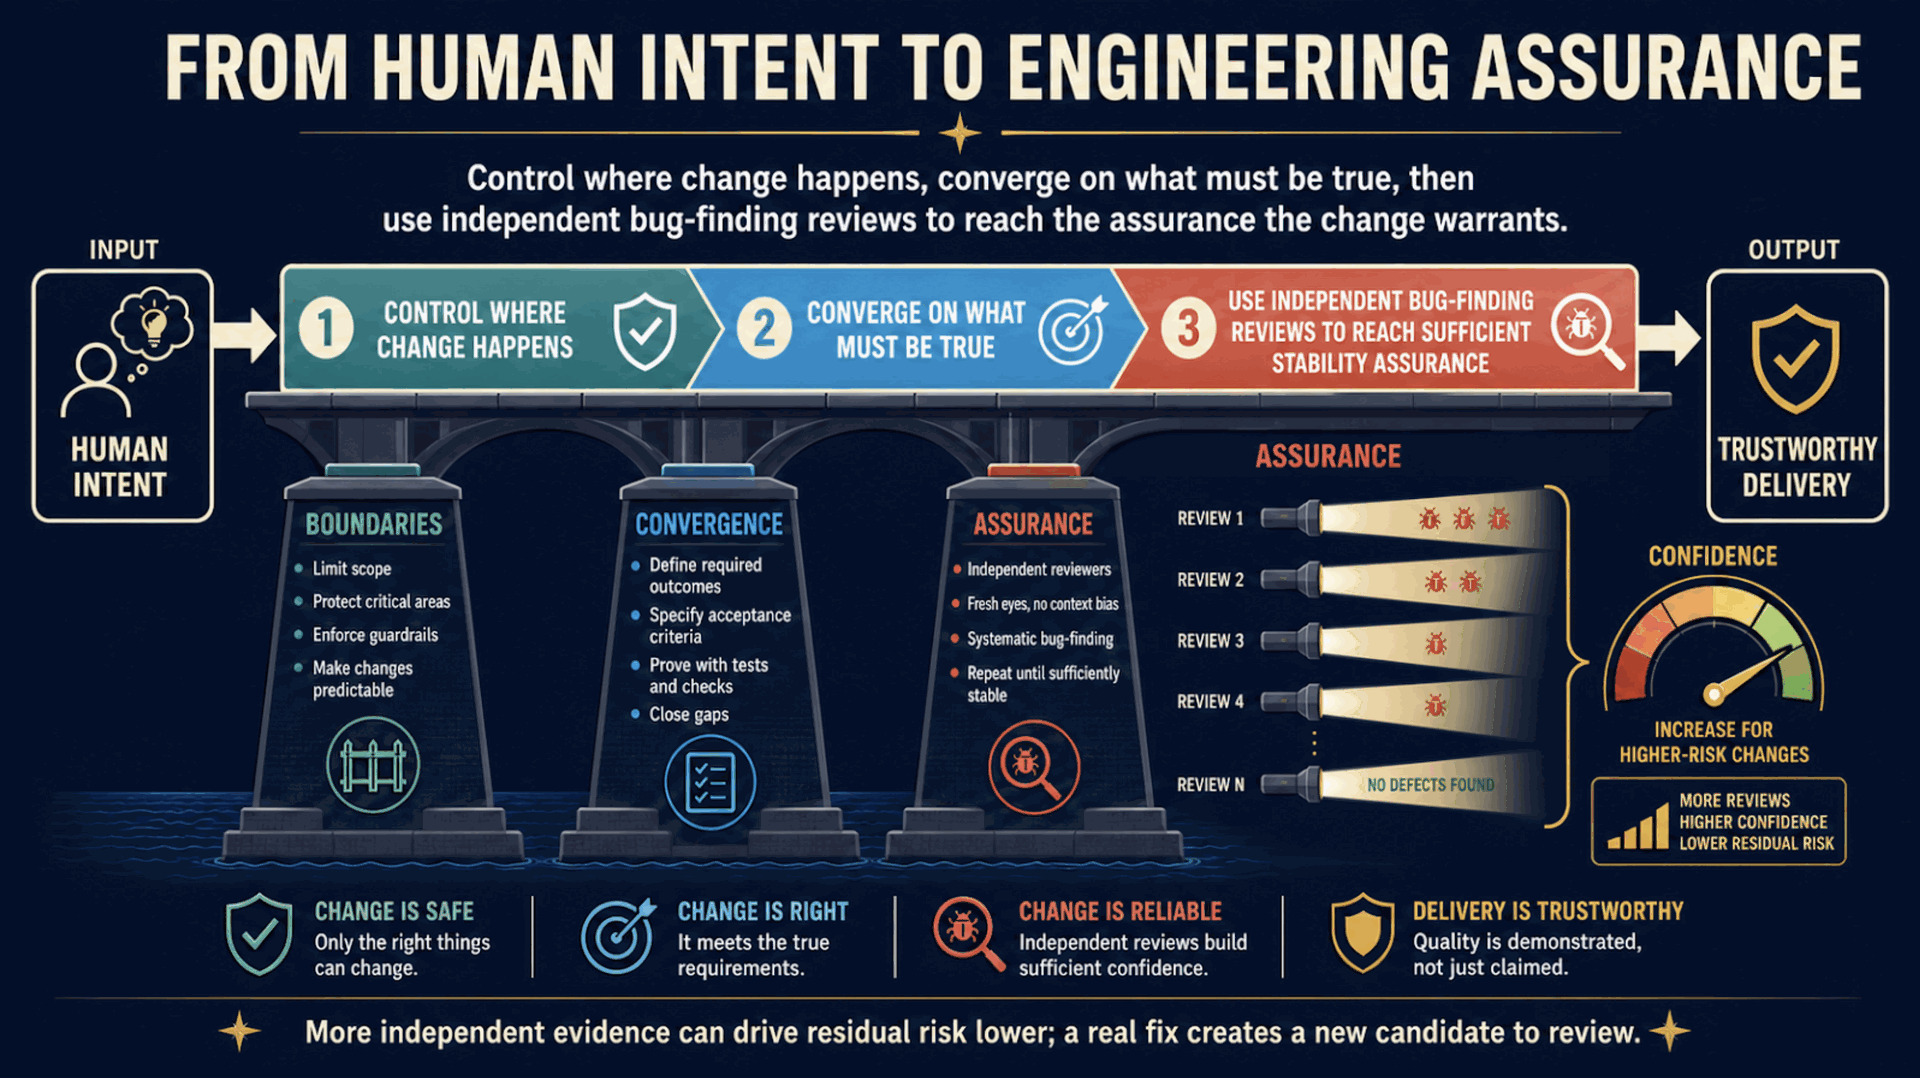 FROM HUMAN INTENT TO ENGINEERING ASSURANCE
Control where change happens, converge on what must be true, then
use independent bug-finding reviews to reach the assurance the change warrants.
INPUT
HUMAN
INTENT
1
CONTROL WHERE
CHANGE HAPPENS
2
CONVERGE ON WHAT
MUST BE TRUE
3
USE INDEPENDENT BUG-FINDING
REVIEWS TO REACH SUFFICIENT
STABILITY ASSURANCE
OUTPUT
TRUSTWORTHY
DELIVERY
BOUNDARIES
• Limit scope
• Protect critical areas
• Enforce guardrails
• Make changes
predictable
CONVERGENCE
• Define required
outcomes
• Specify acceptance
criteria
• Prove with tests
and checks
• Close gaps
ASSURANCE
• Independent reviewers
• Fresh eyes, no context bias
• Systematic bug-finding
• Repeat until sufficiently
stable
ASSURANCE
REVIEW 1
REVIEW 2
REVIEW 3
REVIEW 4
REVIEW N
NO DEFECTS FOUND
CONFIDENCE
INCREASE FOR
HIGHER-RISK CHANGES
MORE REVIEWS
HIGHER CONFIDENCE
LOWER RESIDUAL RISK
CHANGE IS SAFE
Only the right things
can change.
CHANGE IS RIGHT
It meets the true
requirements.
CHANGE IS RELIABLE
Independent reviews build
sufficient confidence.
DELIVERY IS TRUSTWORTHY
Quality is demonstrated,
not just claimed.
More independent evidence can drive residual risk lower; a real fix creates a new candidate to review.